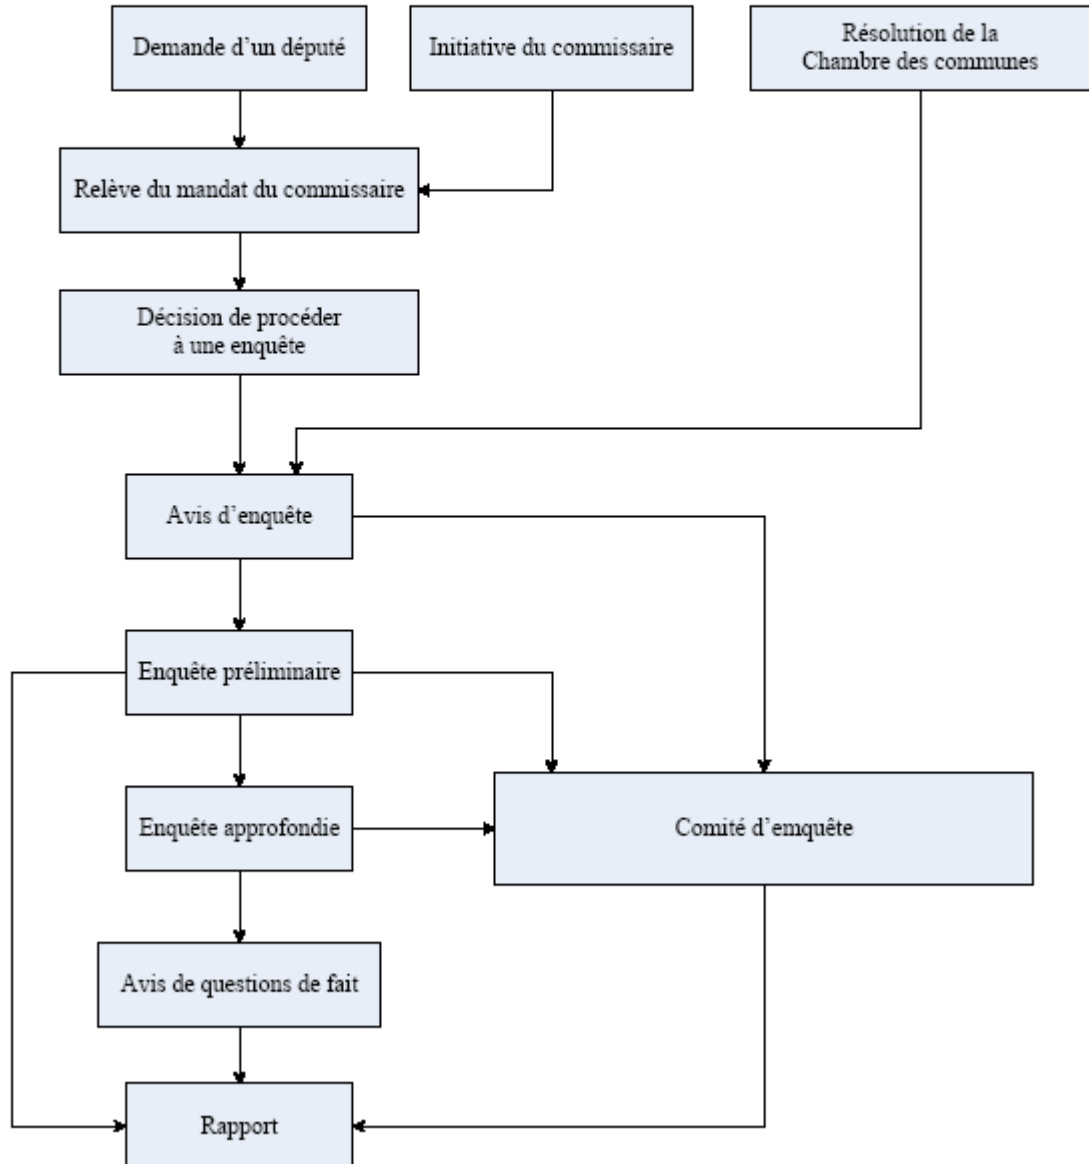 Demande d’un député
Initiative du commissaire
Résolution de la
Chambre des communes
Relève du mandat du commissaire
Décision de procéder
à une enquête
Avis d’enquête
Enquête préliminaire
Enquête approfondie
Comité d’emquête
Avis de questions de fait
Rapport